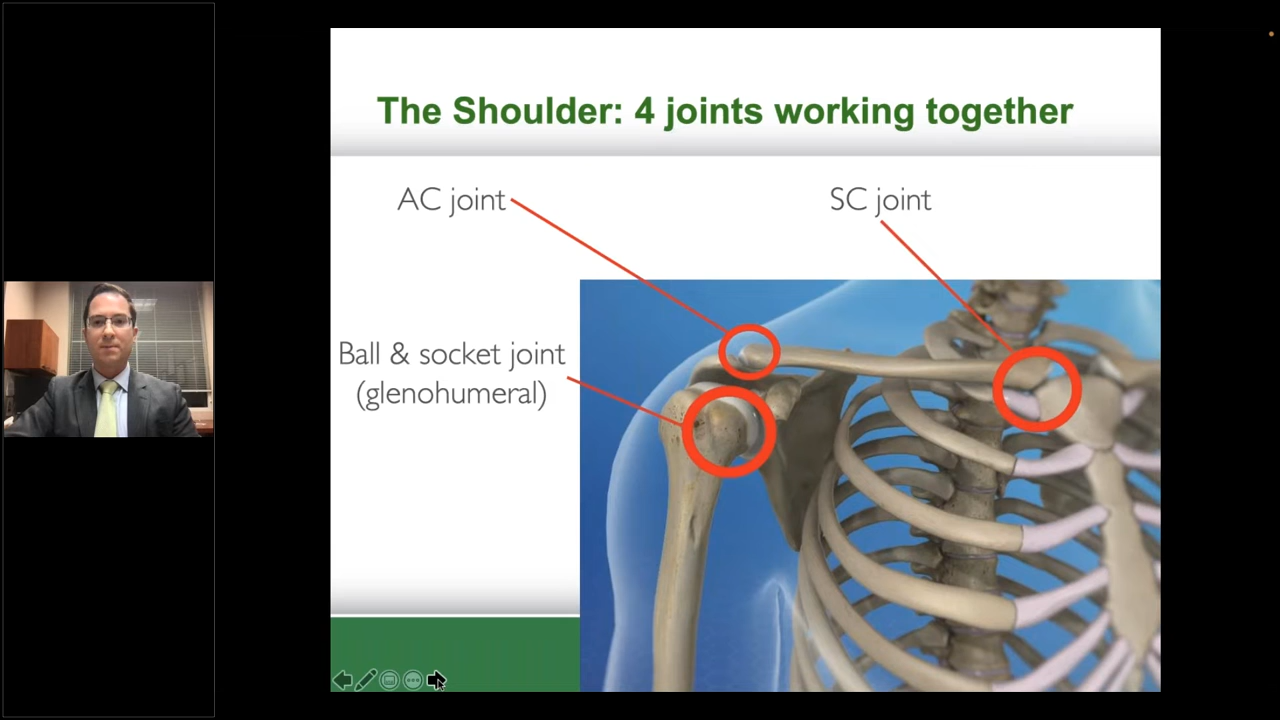 The Shoulder: 4 joints working together
AC joint
SC joint
Ball & socket joint
(glenohumeral)